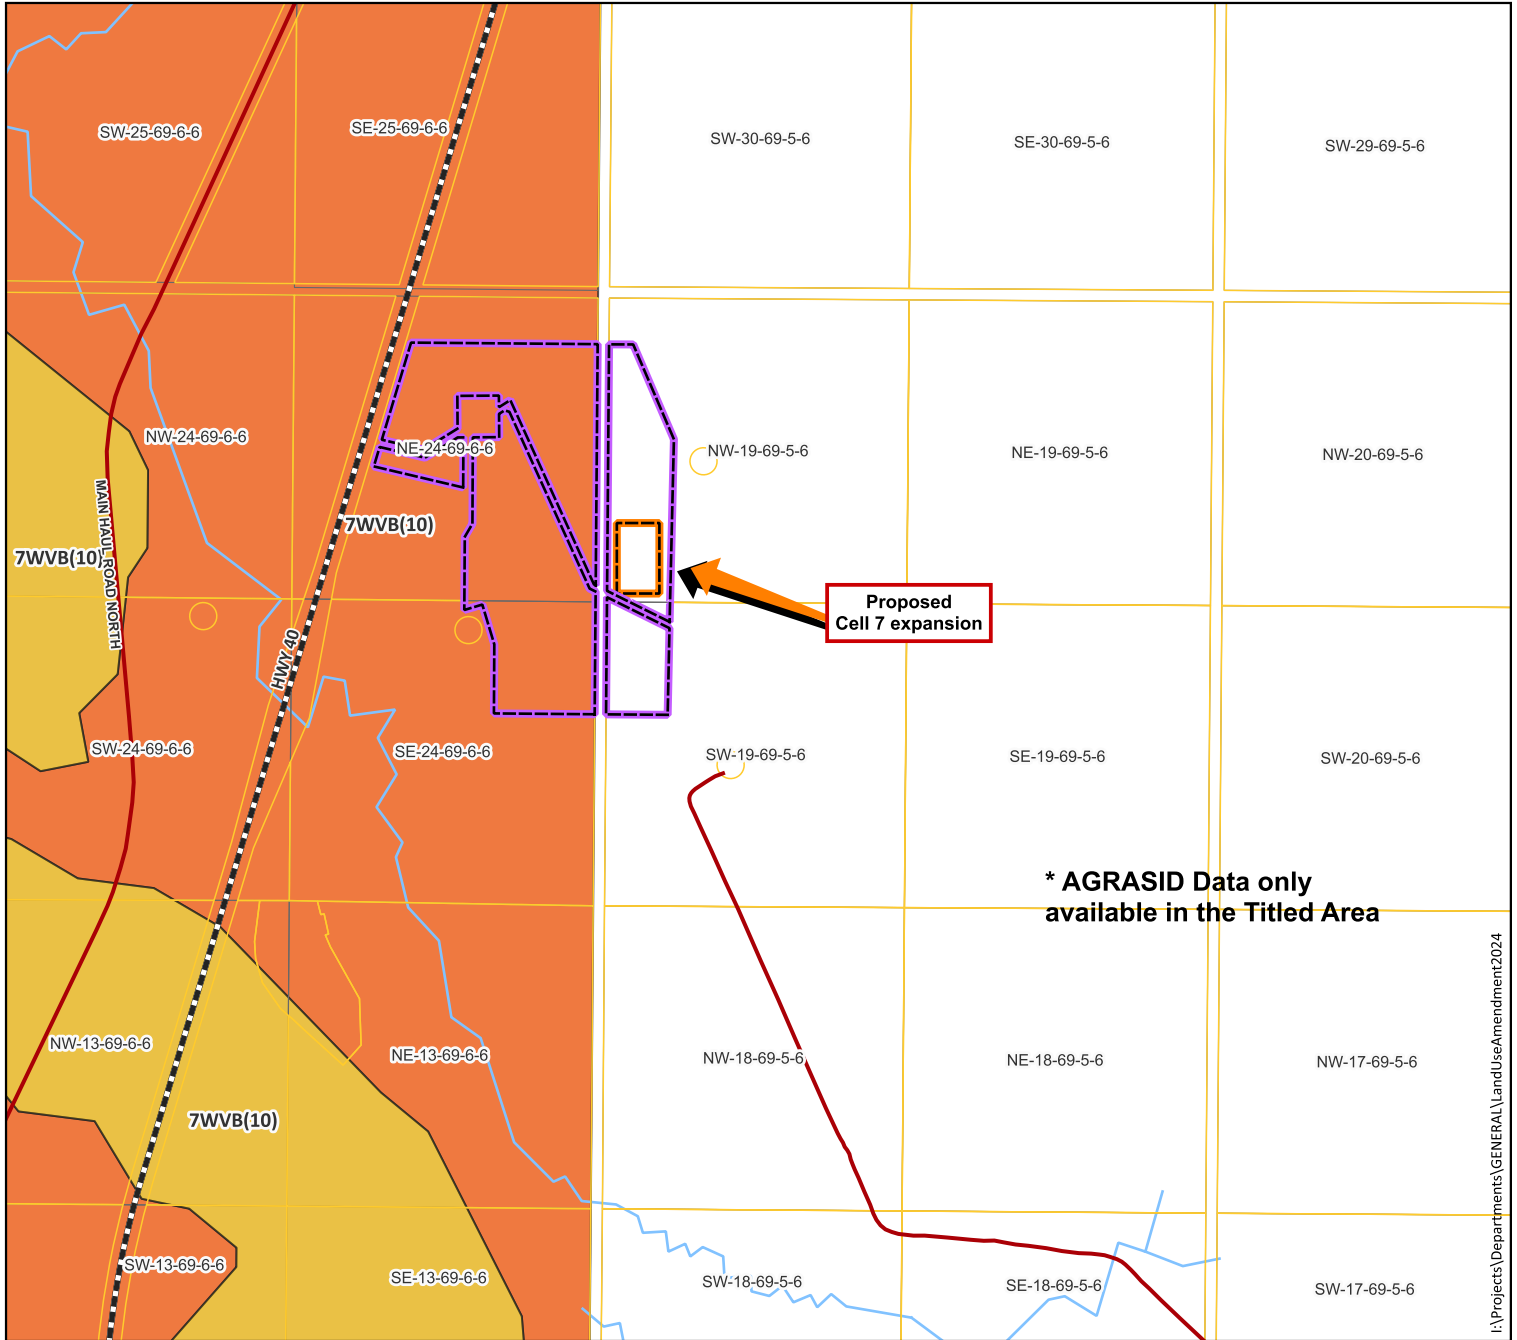 SW-25-69-6-6
SE-25-69-6-6
SW-30-69-5-6
SE-30-69-5-6
SW-29-69-5-6
NW-24-69-6-6
NE-24-69-6-6
NW-19-69-5-6
NE-19-69-5-6
NW-20-69-5-6
MAIN HAUL ROAD NORTH
7WVB(10)
7WVB(10)
HWY 40
Proposed
Cell 7 expansion
SW-24-69-6-6
SE-24-69-6-6
SW-19-69-5-6
SE-19-69-5-6
SW-20-69-5-6
* AGRASID Data only
available in the Titled Area
NW-13-69-6-6
NE-13-69-6-6
NW-18-69-5-6
NE-18-69-5-6
NW-17-69-5-6
7WVB(10)
SW-13-69-6-6
SE-13-69-6-6
SW-18-69-5-6
SE-18-69-5-6
SW-17-69-5-6
I:\Projects\Departments\GENERAL\LandUseAmendment2024